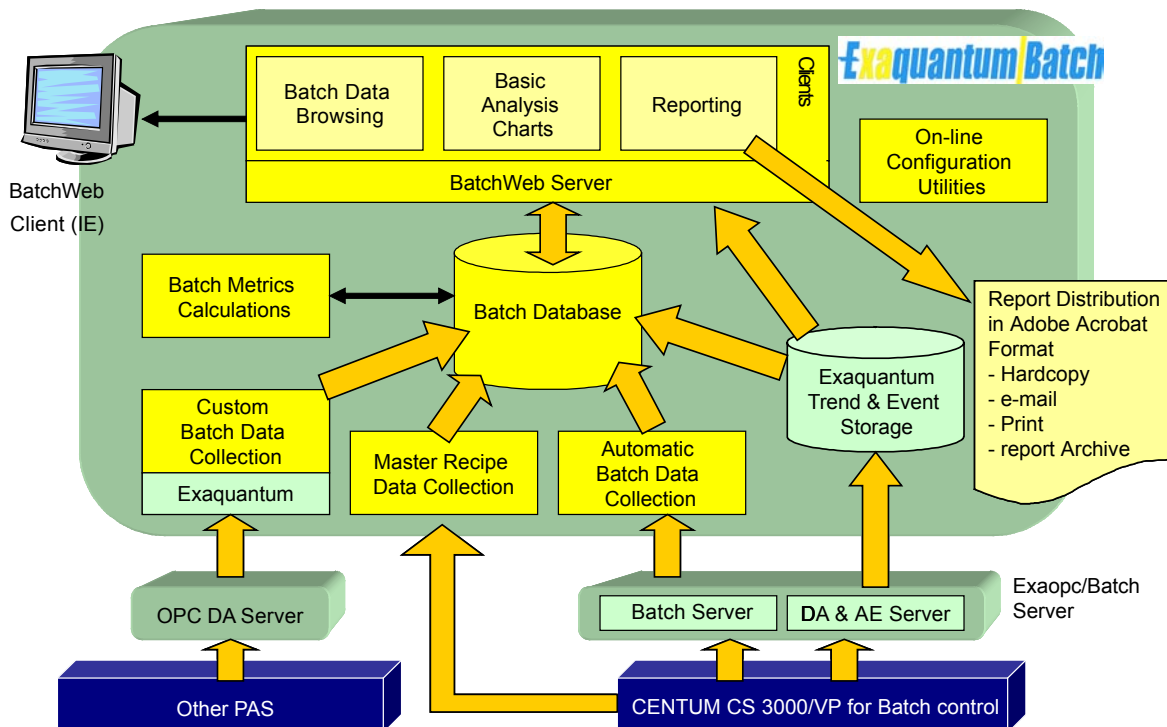 Exaquantum/Batch
Clients
Batch Data
Browsing
Basic
Analysis
Charts
Reporting
On-line
Configuration
Utilities
BatchWeb Server
BatchWeb
Client (IE)
Batch Metrics
Calculations
Batch Database
Report Distribution
in Adobe Acrobat
Format
- Hardcopy
- e-mail
- Print
- report Archive
Exaquantum
Trend & Event
Storage
Custom
Batch Data
Collection
Exaquantum
Master Recipe
Data Collection
Automatic
Batch Data
Collection
OPC DA Server
Batch Server
DA & AE Server
Exaopc/Batch
Server
Other PAS
CENTUM CS 3000/VP for Batch control